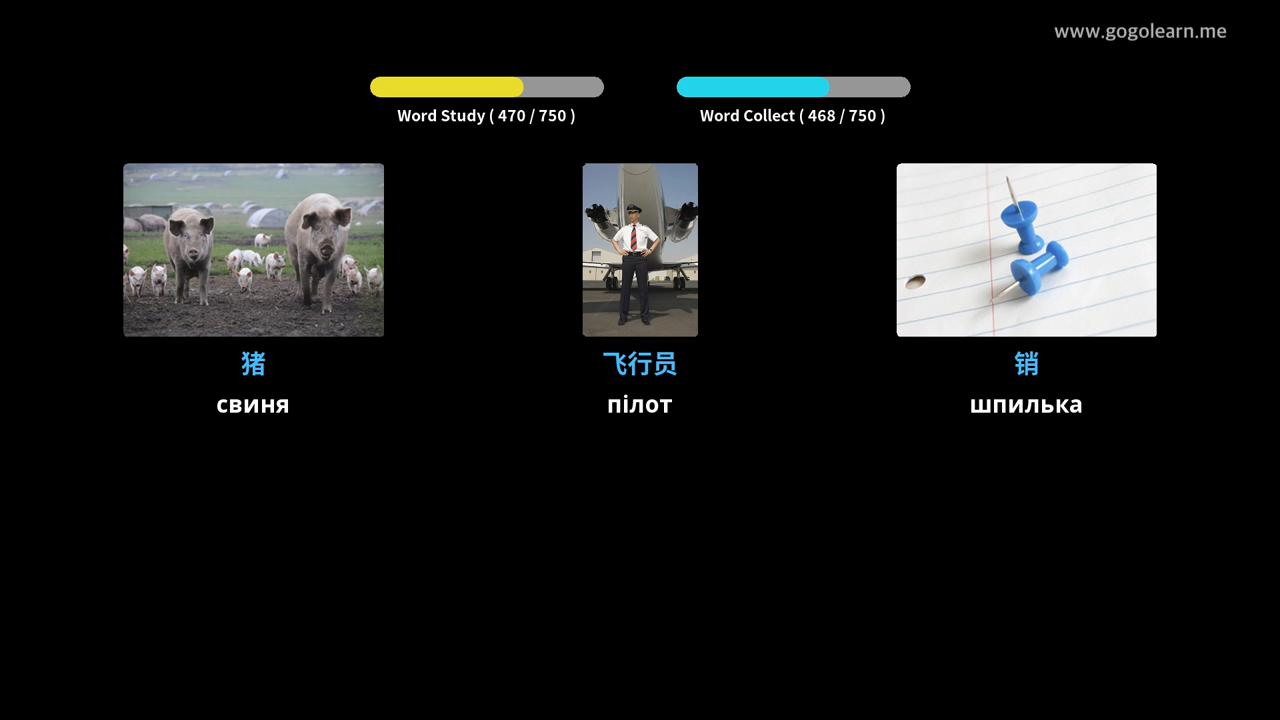 www.gogolearn.me
Word Study ( 470 / 750 )
Word Collect ( 468 / 750 )
猪
飞行员
销
свиня
пілот
шпилька